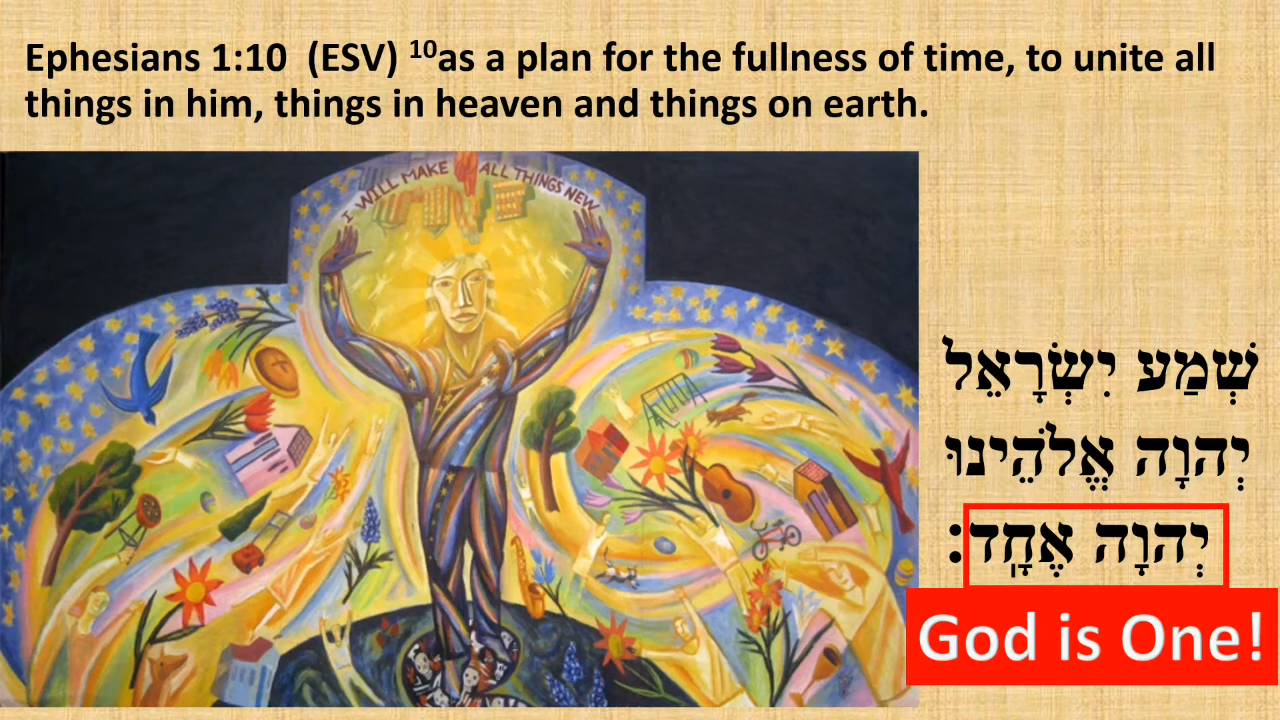 Ephesians 1:10 (ESV) ¹⁰as a plan for the fullness of time, to unite all
things in him, things in heaven and things on earth.
I WILL MAKE ALL THINGS NEW
שְׁמַע יִשְׂרָאֵל
יְהוָה אֱלֹהֵינוּ
יְהוָה אֶחָֽד׃
God is One!